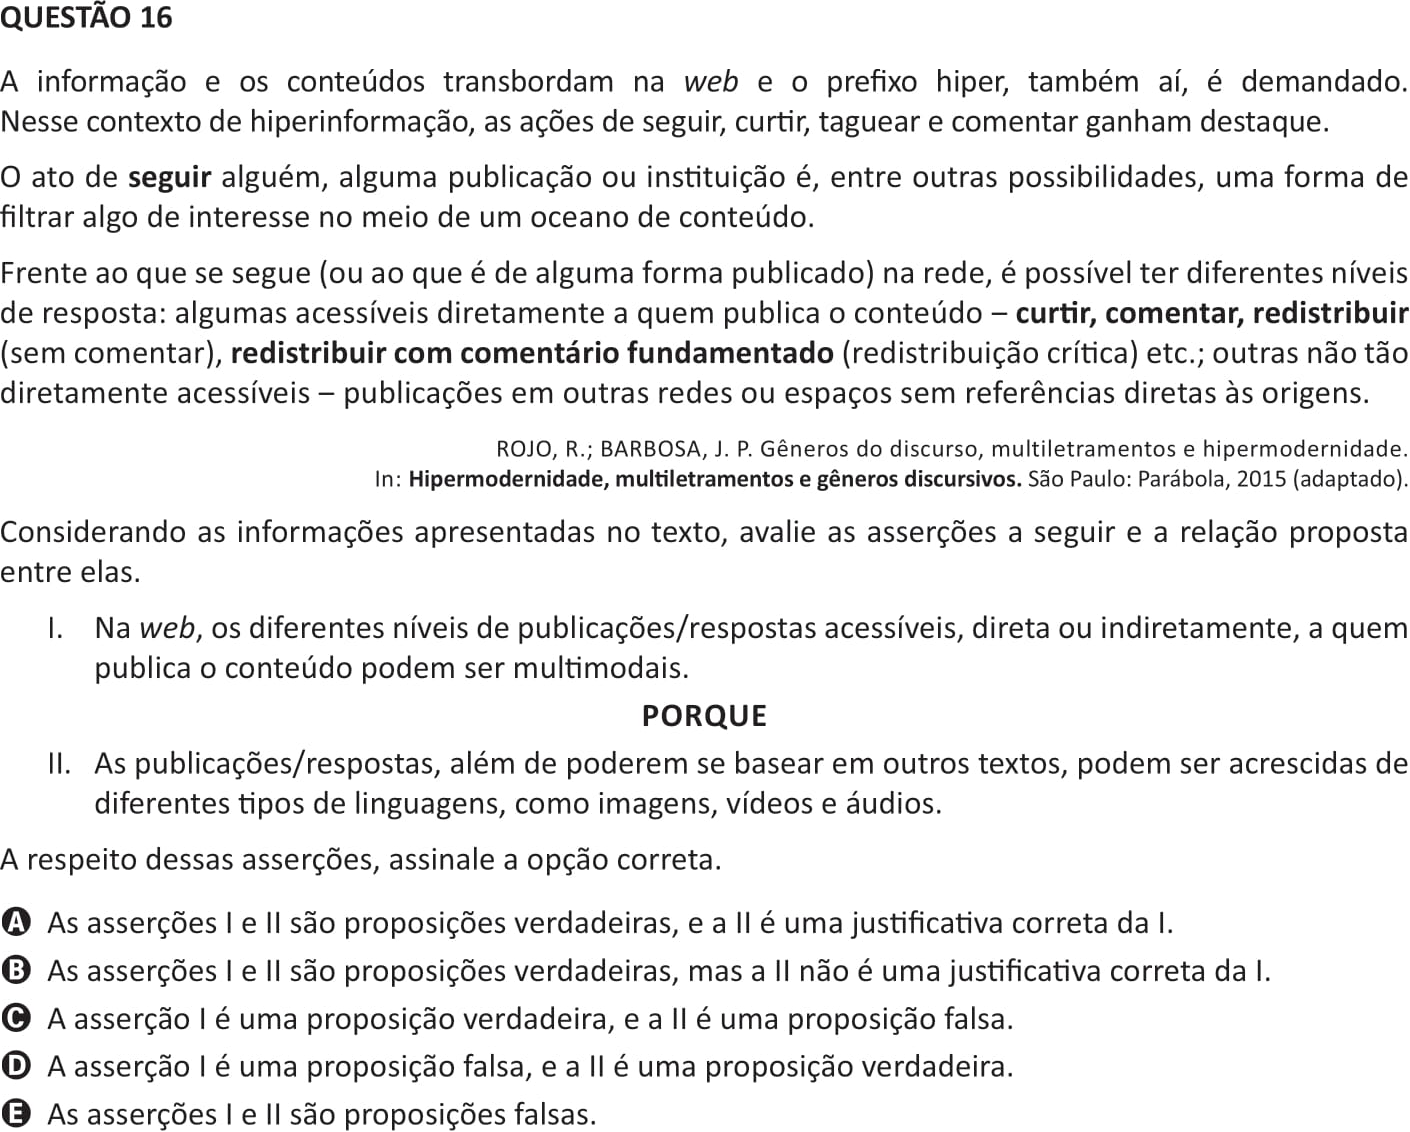 QUESTÃO 16
A informação e os conteúdos transbordam na web e o prefixo hiper, também aí, é demandado.
Nesse contexto de hiperinformação, as ações de seguir, curtir, taguear e comentar ganham destaque.
O ato de seguir alguém, alguma publicação ou instituição é, entre outras possibilidades, uma forma de
filtrar algo de interesse no meio de um oceano de conteúdo.
Frente ao que se segue (ou ao que é de alguma forma publicado) na rede, é possível ter diferentes níveis
de resposta: algumas acessíveis diretamente a quem publica o conteúdo – curtir, comentar, redistribuir
(sem comentar), redistribuir com comentário fundamentado (redistribuição crítica) etc.; outras não tão
diretamente acessíveis – publicações em outras redes ou espaços sem referências diretas às origens.
ROJO, R.; BARBOSA, J. P. Gêneros do discurso, multiletramentos e hipermodernidade.
In: Hipermodernidade, multiletramentos e gêneros discursivos. São Paulo: Parábola, 2015 (adaptado).
Considerando as informações apresentadas no texto, avalie as asserções a seguir e a relação proposta
entre elas.
I. Na web, os diferentes níveis de publicações/respostas acessíveis, direta ou indiretamente, a quem
publica o conteúdo podem ser multimodais.
PORQUE
II. As publicações/respostas, além de poderem se basear em outros textos, podem ser acrescidas de
diferentes tipos de linguagens, como imagens, vídeos e áudios.
A respeito dessas asserções, assinale a opção correta.
A As asserções I e II são proposições verdadeiras, e a II é uma justificativa correta da I.
B As asserções I e II são proposições verdadeiras, mas a II não é uma justificativa correta da I.
C A asserção I é uma proposição verdadeira, e a II é uma proposição falsa.
D A asserção I é uma proposição falsa, e a II é uma proposição verdadeira.
E As asserções I e II são proposições falsas.